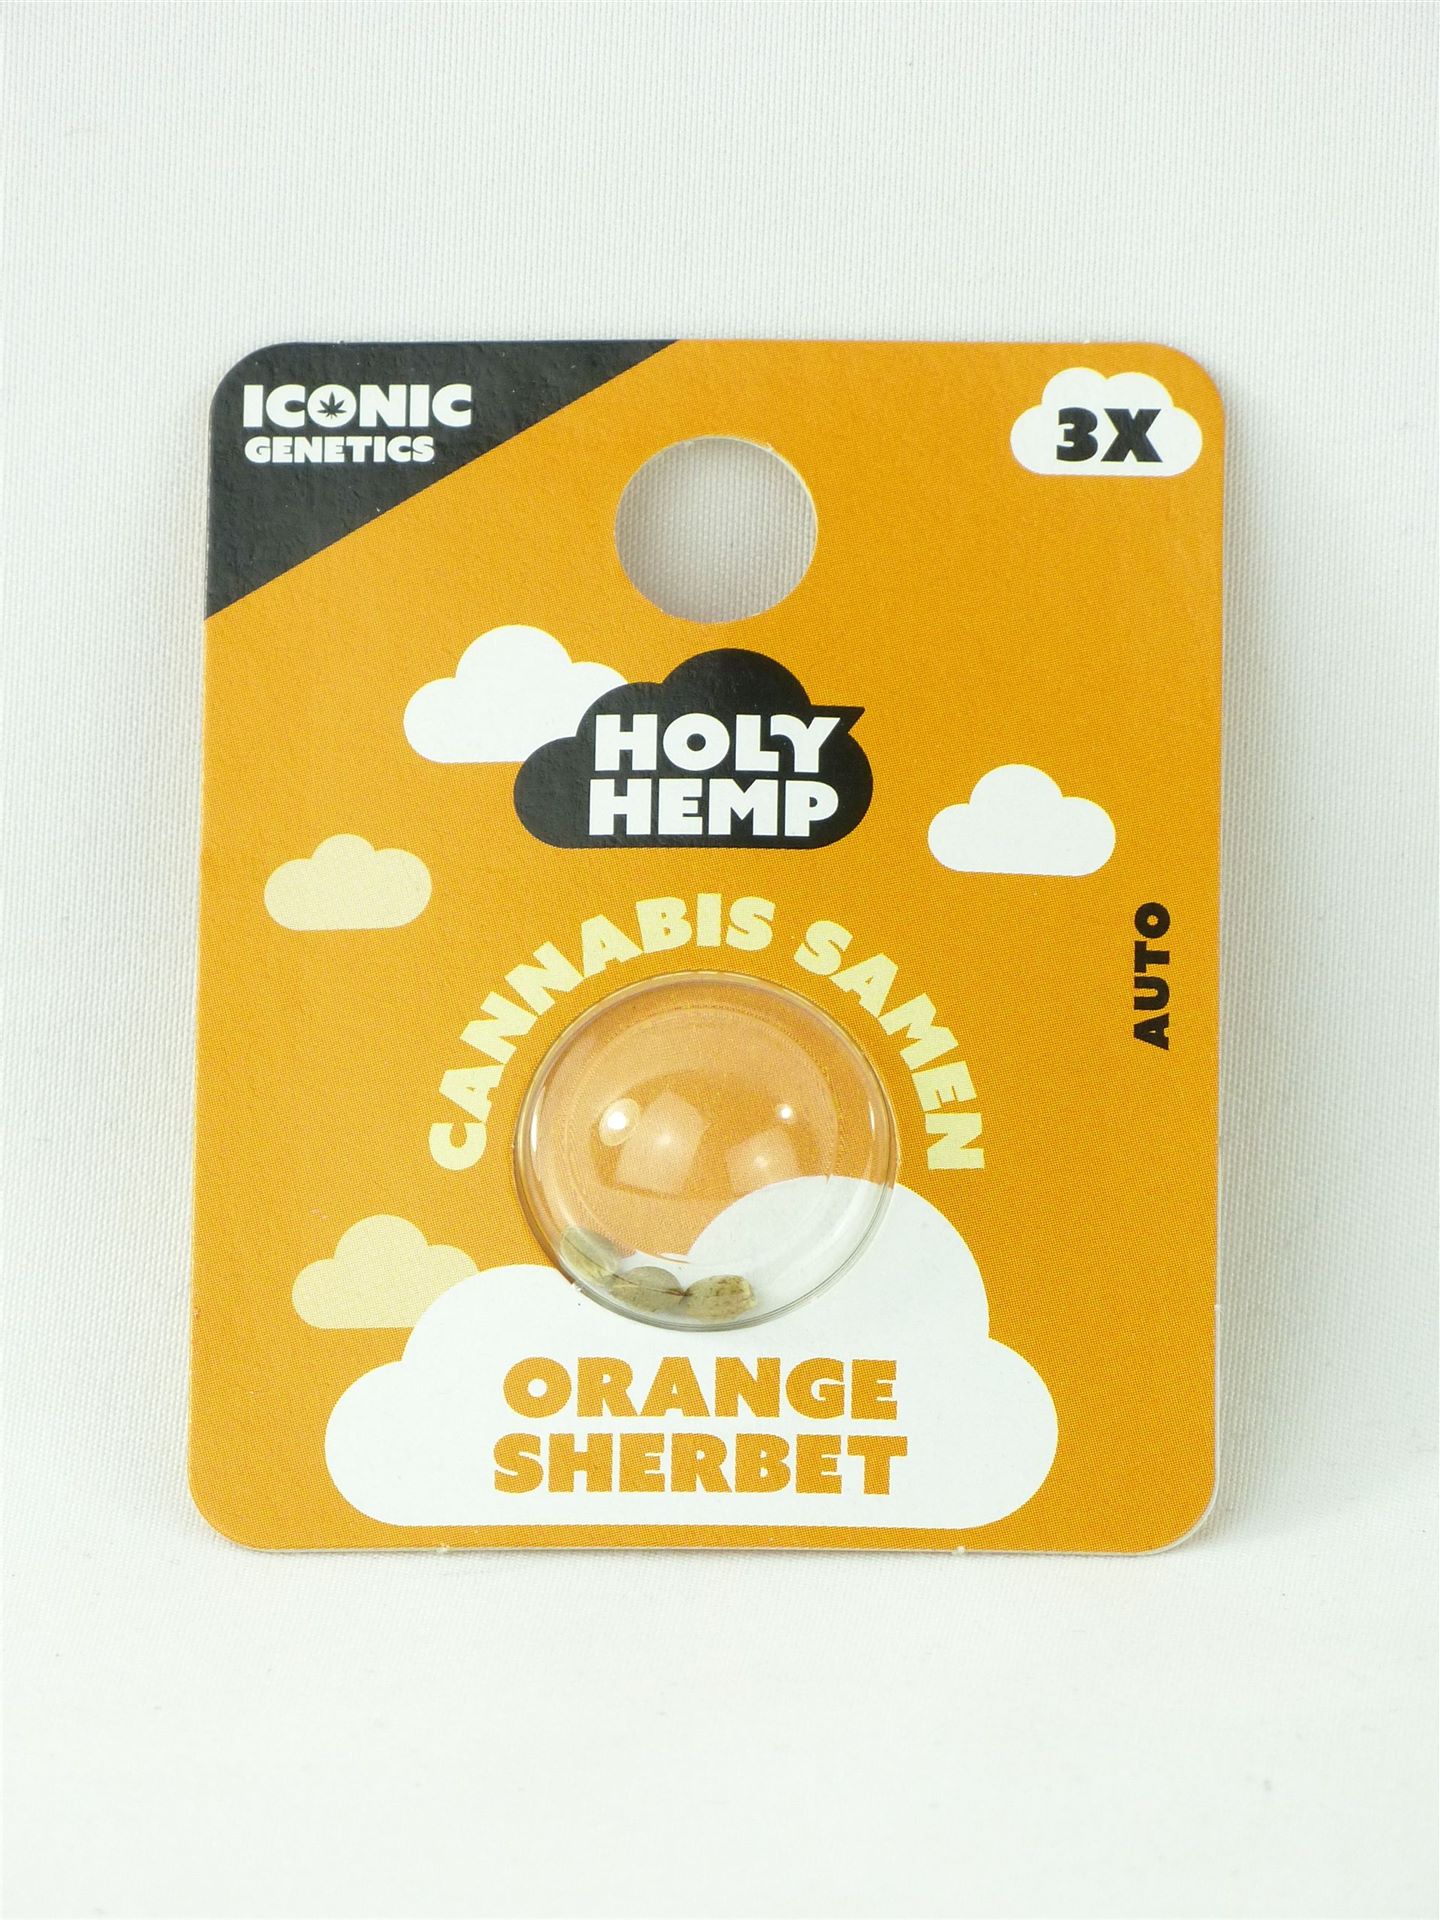 ICONIC
GENETICS
3X
HOLY
HEMP
CANNABIS SAMEN
AUTO
ORANGE
SHERBET